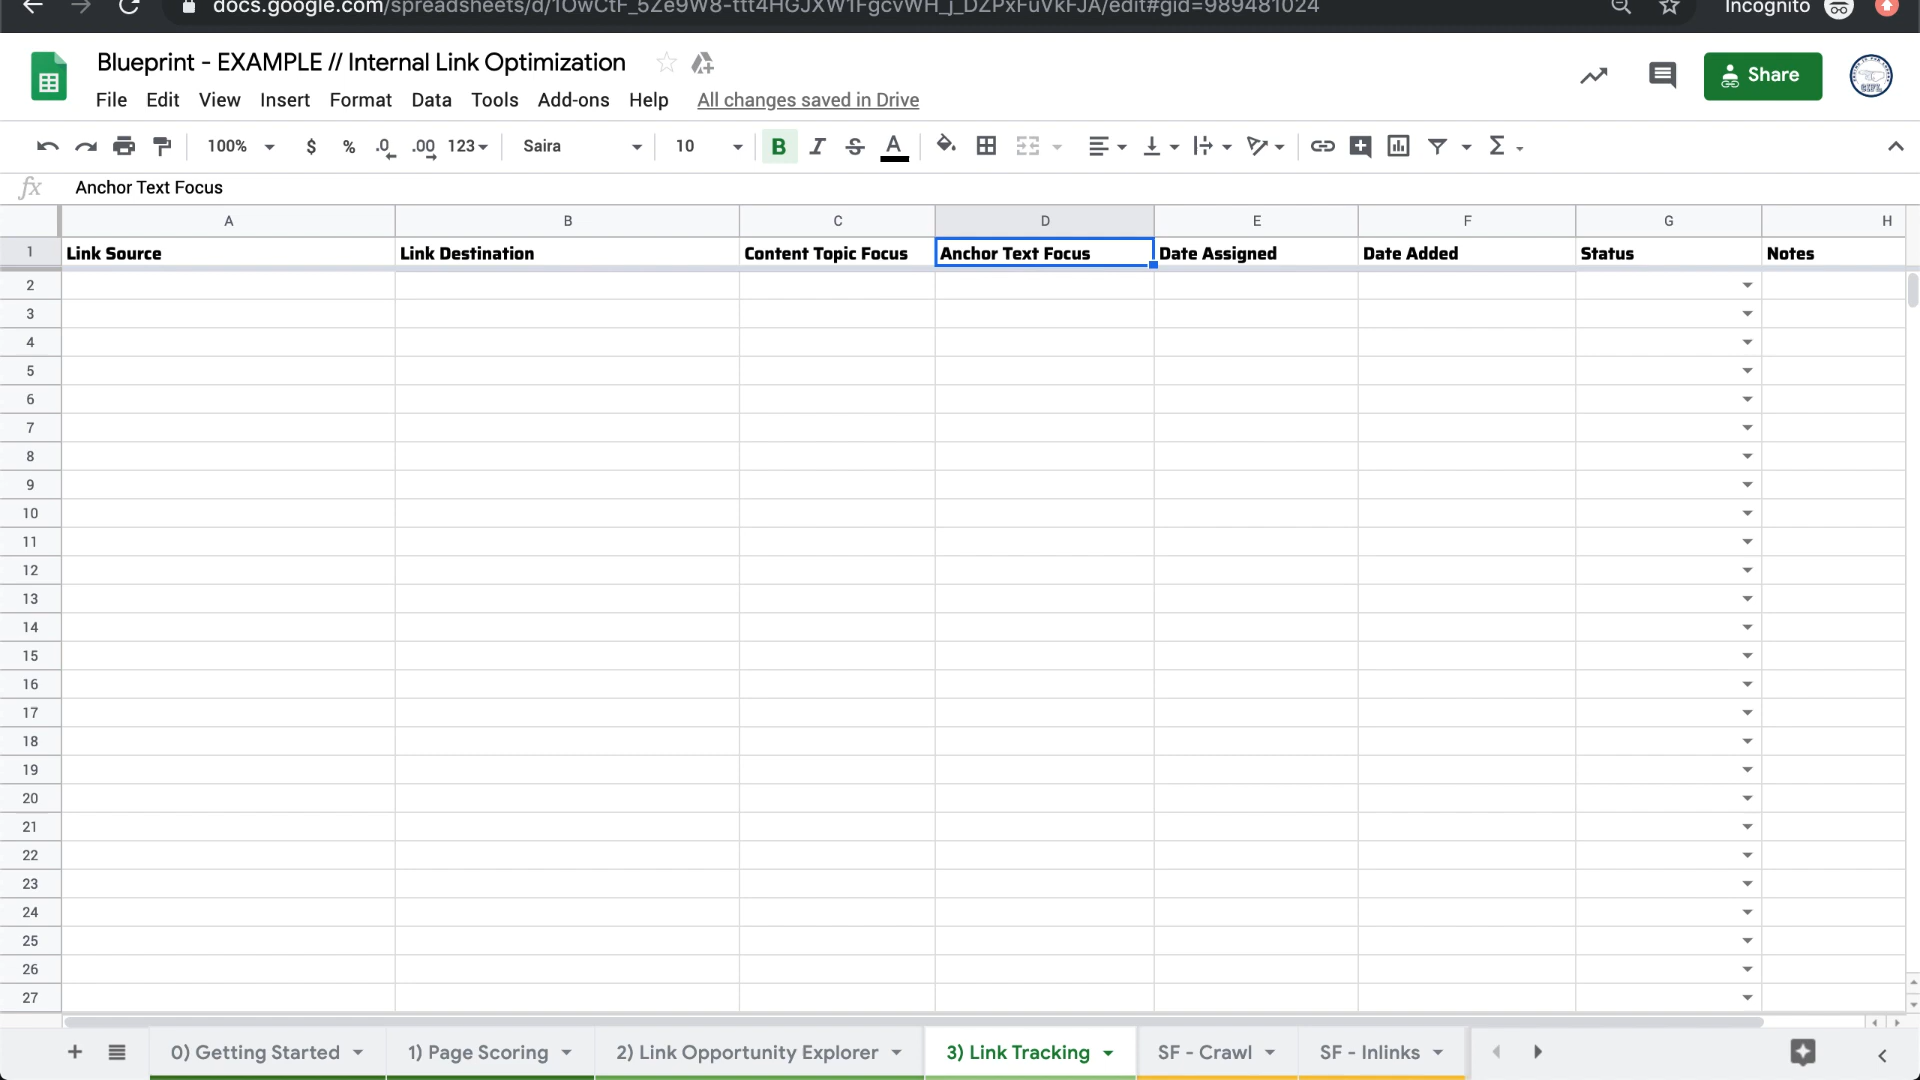 docs.google.com/spreadsheets/d/1OwCtF_5Ze9W8-ttt4HGJXW1FgcvWH_j_DZPxFuVkFJA/edit#gid=989481024
Incognito
Blueprint - EXAMPLE // Internal Link Optimization
File Edit View Insert Format Data Tools Add-ons Help All changes saved in Drive
Share
100% $ % .0 .00 123 Saira 10 B I S A
fx Anchor Text Focus
A B C D E F G H
1 Link Source Link Destination Content Topic Focus Anchor Text Focus Date Assigned Date Added Status Notes
2
3
4
5
6
7
8
9
10
11
12
13
14
15
16
17
18
19
20
21
22
23
24
25
26
27
0) Getting Started 1) Page Scoring 2) Link Opportunity Explorer 3) Link Tracking SF - Crawl SF - Inlinks